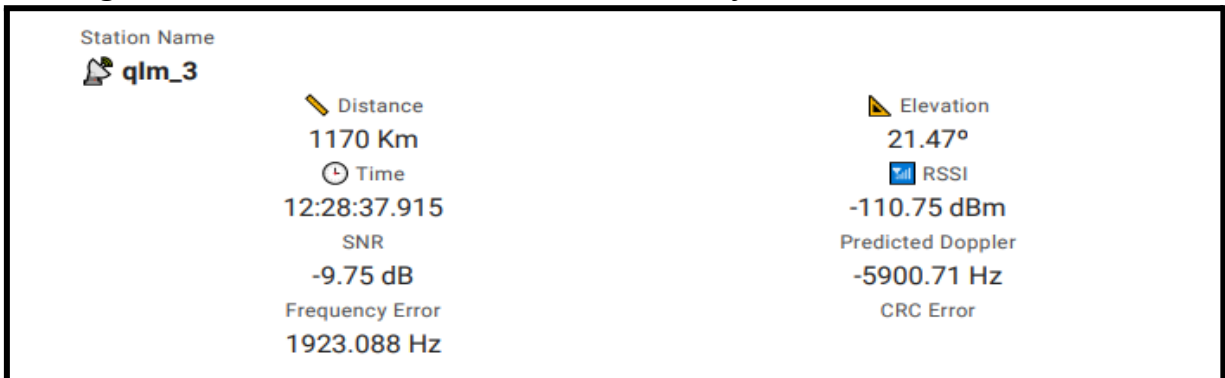 Station Name
qlm_3
Distance
Elevation
1170 Km
21.47º
Time
RSSI
12:28:37.915
-110.75 dBm
SNR
Predicted Doppler
-9.75 dB
-5900.71 Hz
Frequency Error
CRC Error
1923.088 Hz